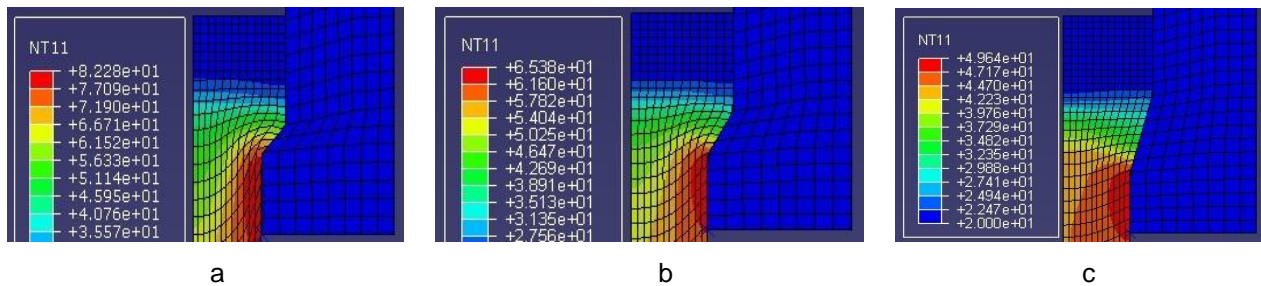 NT11
+8.228e+01
+7.709e+01
+7.190e+01
+6.671e+01
+6.152e+01
+5.633e+01
+5.114e+01
+4.595e+01
+4.076e+01
+3.557e+01
a
NT11
+6.538e+01
+6.160e+01
+5.782e+01
+5.404e+01
+5.025e+01
+4.647e+01
+4.269e+01
+3.891e+01
+3.513e+01
+3.135e+01
+2.756e+01
b
NT11
+4.964e+01
+4.717e+01
+4.470e+01
+4.223e+01
+3.976e+01
+3.729e+01
+3.482e+01
+3.235e+01
+2.988e+01
+2.741e+01
+2.494e+01
+2.247e+01
+2.000e+01
c